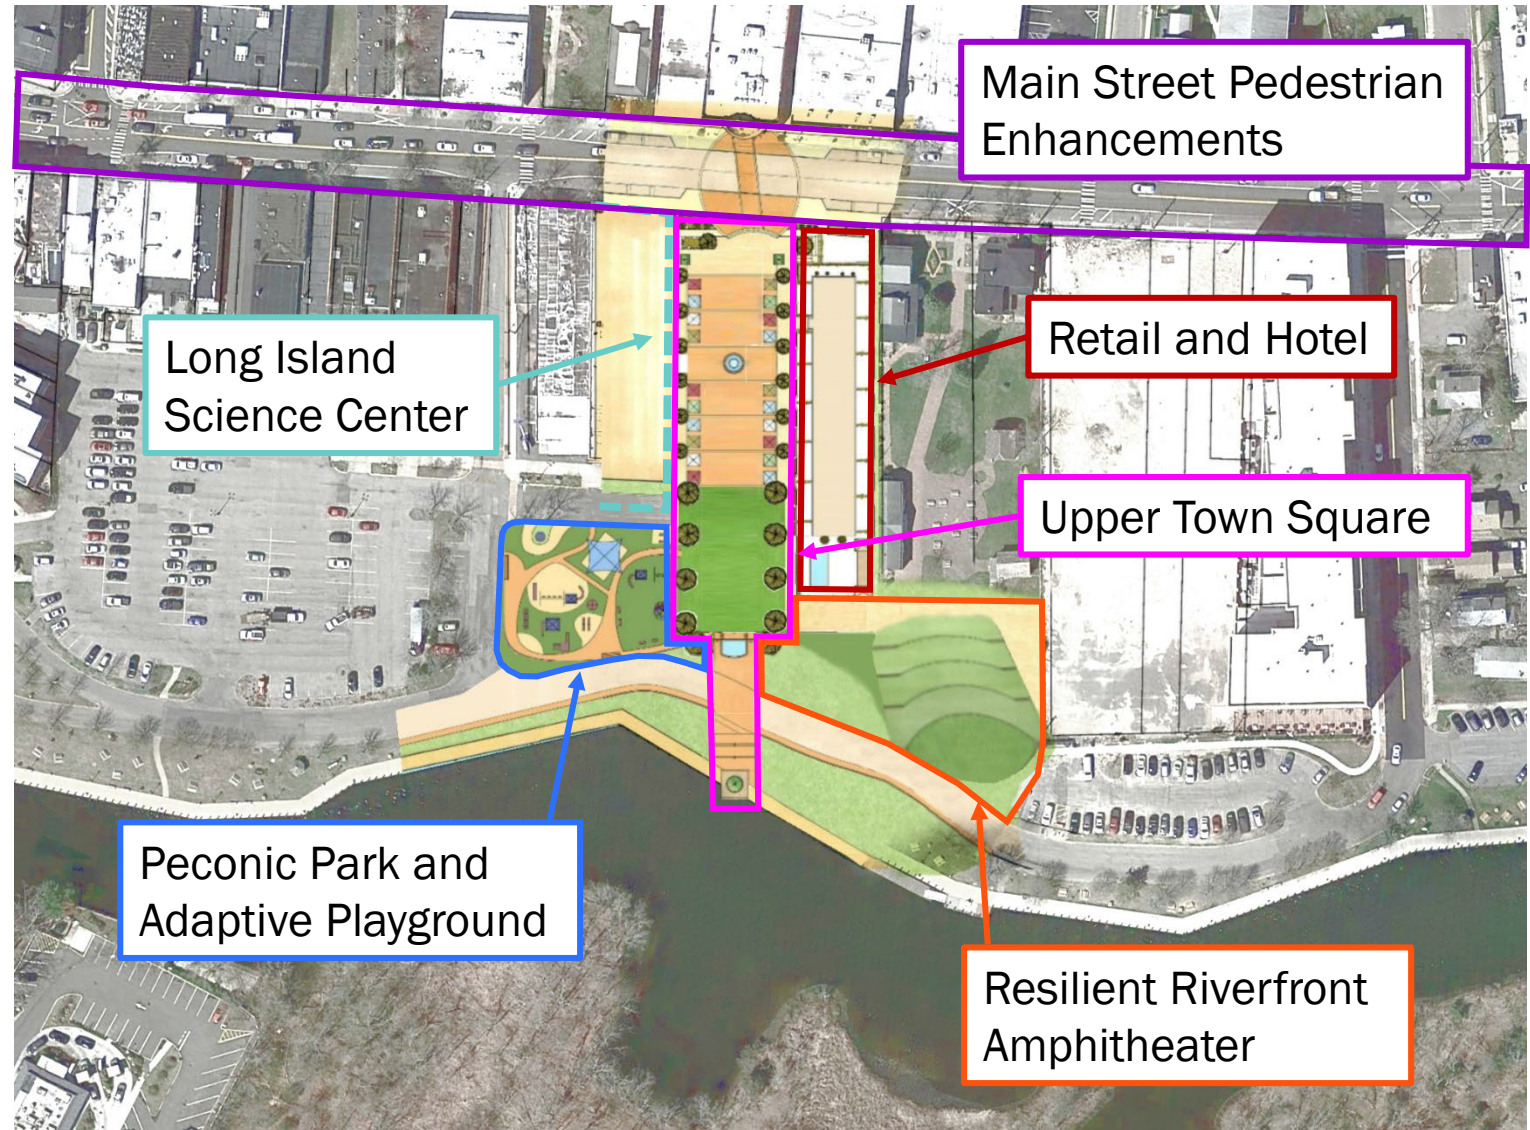 Main Street Pedestrian
Enhancements
Long Island
Science Center
Retail and Hotel
Upper Town Square
Peconic Park and
Adaptive Playground
Resilient Riverfront
Amphitheater